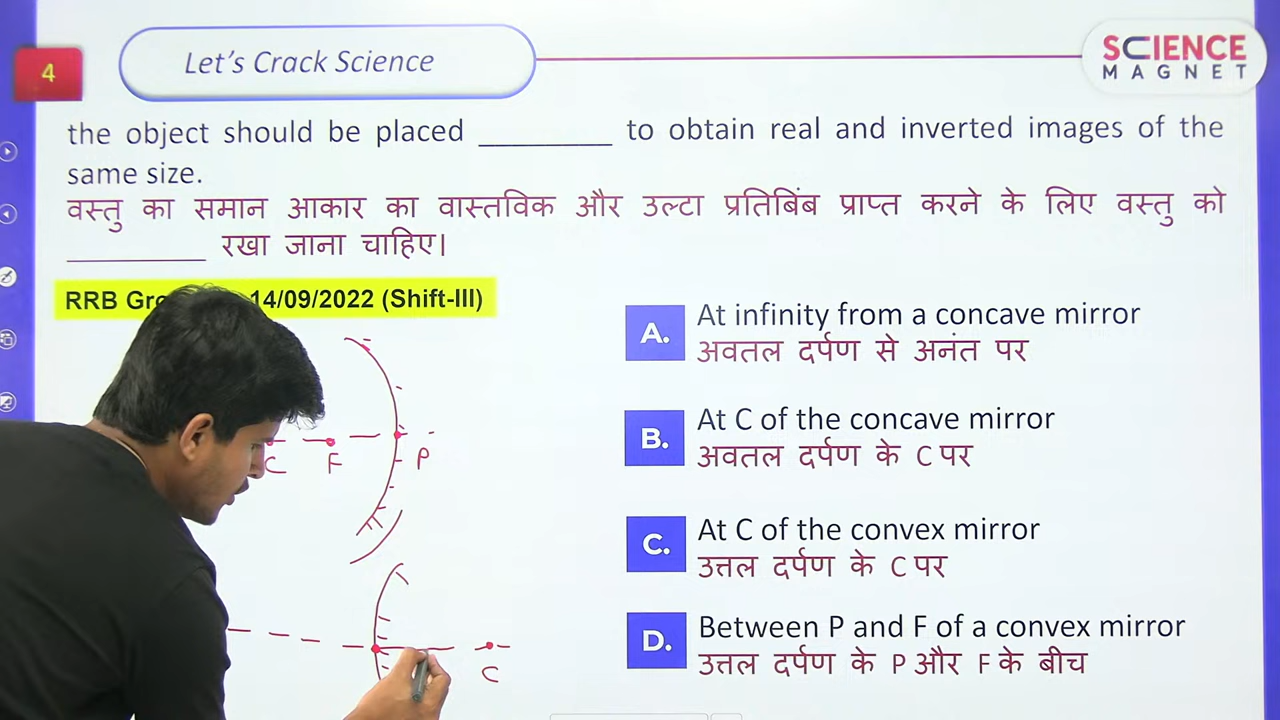 4
Let's Crack Science
SCIENCE
MAGNET
the object should be placed ________ to obtain real and inverted images of the
same size.
वस्तु का समान आकार का वास्तविक और उल्टा प्रतिबिंब प्राप्त करने के लिए वस्तु को
________ रखा जाना चाहिए।
RRB 14/09/2022 (Shift-III)
A. At infinity from a concave mirror
अवतल दर्पण से अनंत पर
B. At C of the concave mirror
अवतल दर्पण के C पर
C. At C of the convex mirror
उत्तल दर्पण के C पर
D. Between P and F of a convex mirror
उत्तल दर्पण के P और F के बीच
C F P
C